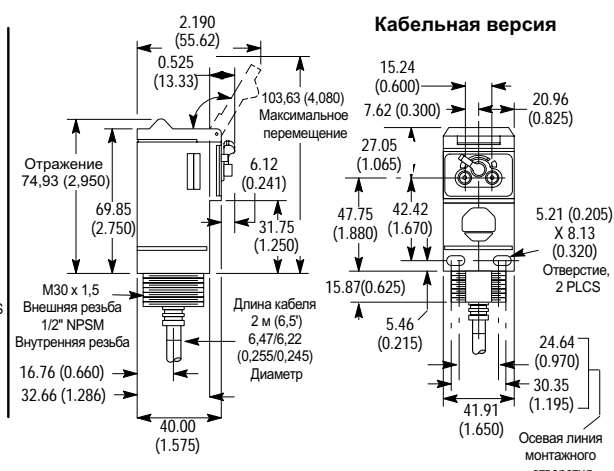 Кабельная версия
2.190
(55.62)
0.525
(13.33)
103,63 (4,080)
Максимальное
перемещение
Отражение
74,93 (2,950)
69.85
(2.750)
6.12
(0.241)
31.75
(1.250)
M30 x 1,5
Внешняя резьба
1/2" NPSM
Внутренняя резьба
Длина кабеля
2 м (6,5')
6,47/6,22
(0,255/0,245)
Диаметр
16.76 (0.660)
32.66 (1.286)
40.00
(1.575)
15.24
(0.600)
7.62 (0.300)
20.96
(0.825)
27.05
(1.065)
47.75
(1.880)
42.42
(1.670)
5.21 (0.205)
X 8.13
(0.320)
Отверстие,
2 PLCS
15.87(0.625)
5.46
(0.215)
24.64
(0.970)
30.35
(1.195)
41.91
(1.650)
Осевая линия
монтажного